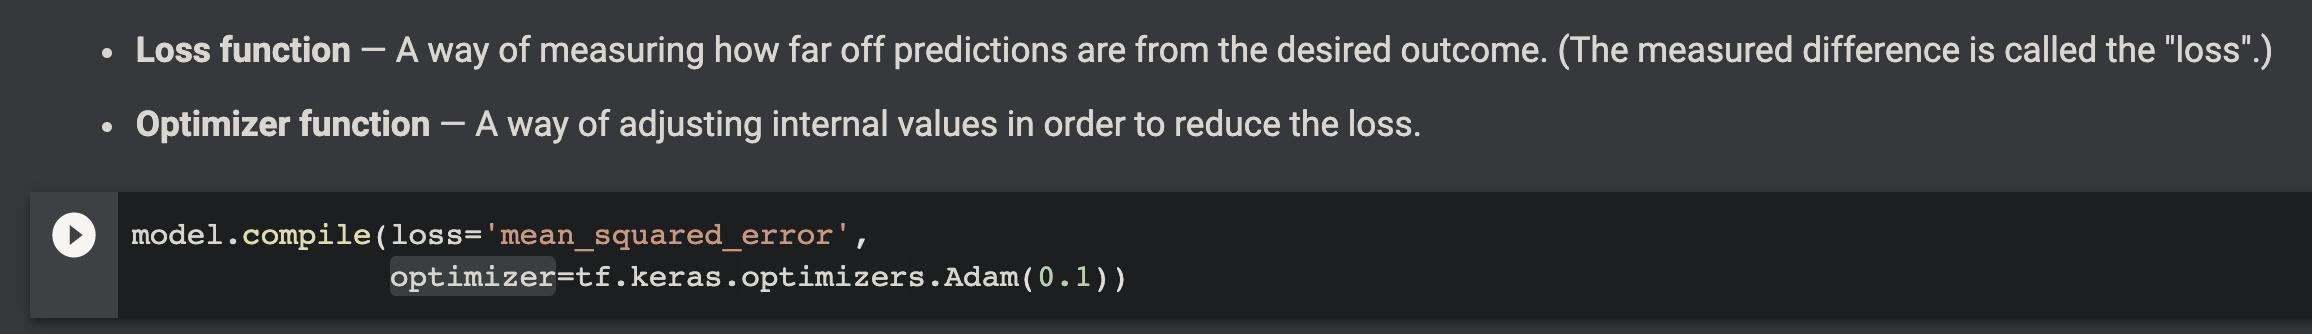 • Loss function — A way of measuring how far off predictions are from the desired outcome. (The measured difference is called the "loss".)
• Optimizer function — A way of adjusting internal values in order to reduce the loss.
model.compile(loss='mean_squared_error',
              optimizer=tf.keras.optimizers.Adam(0.1))